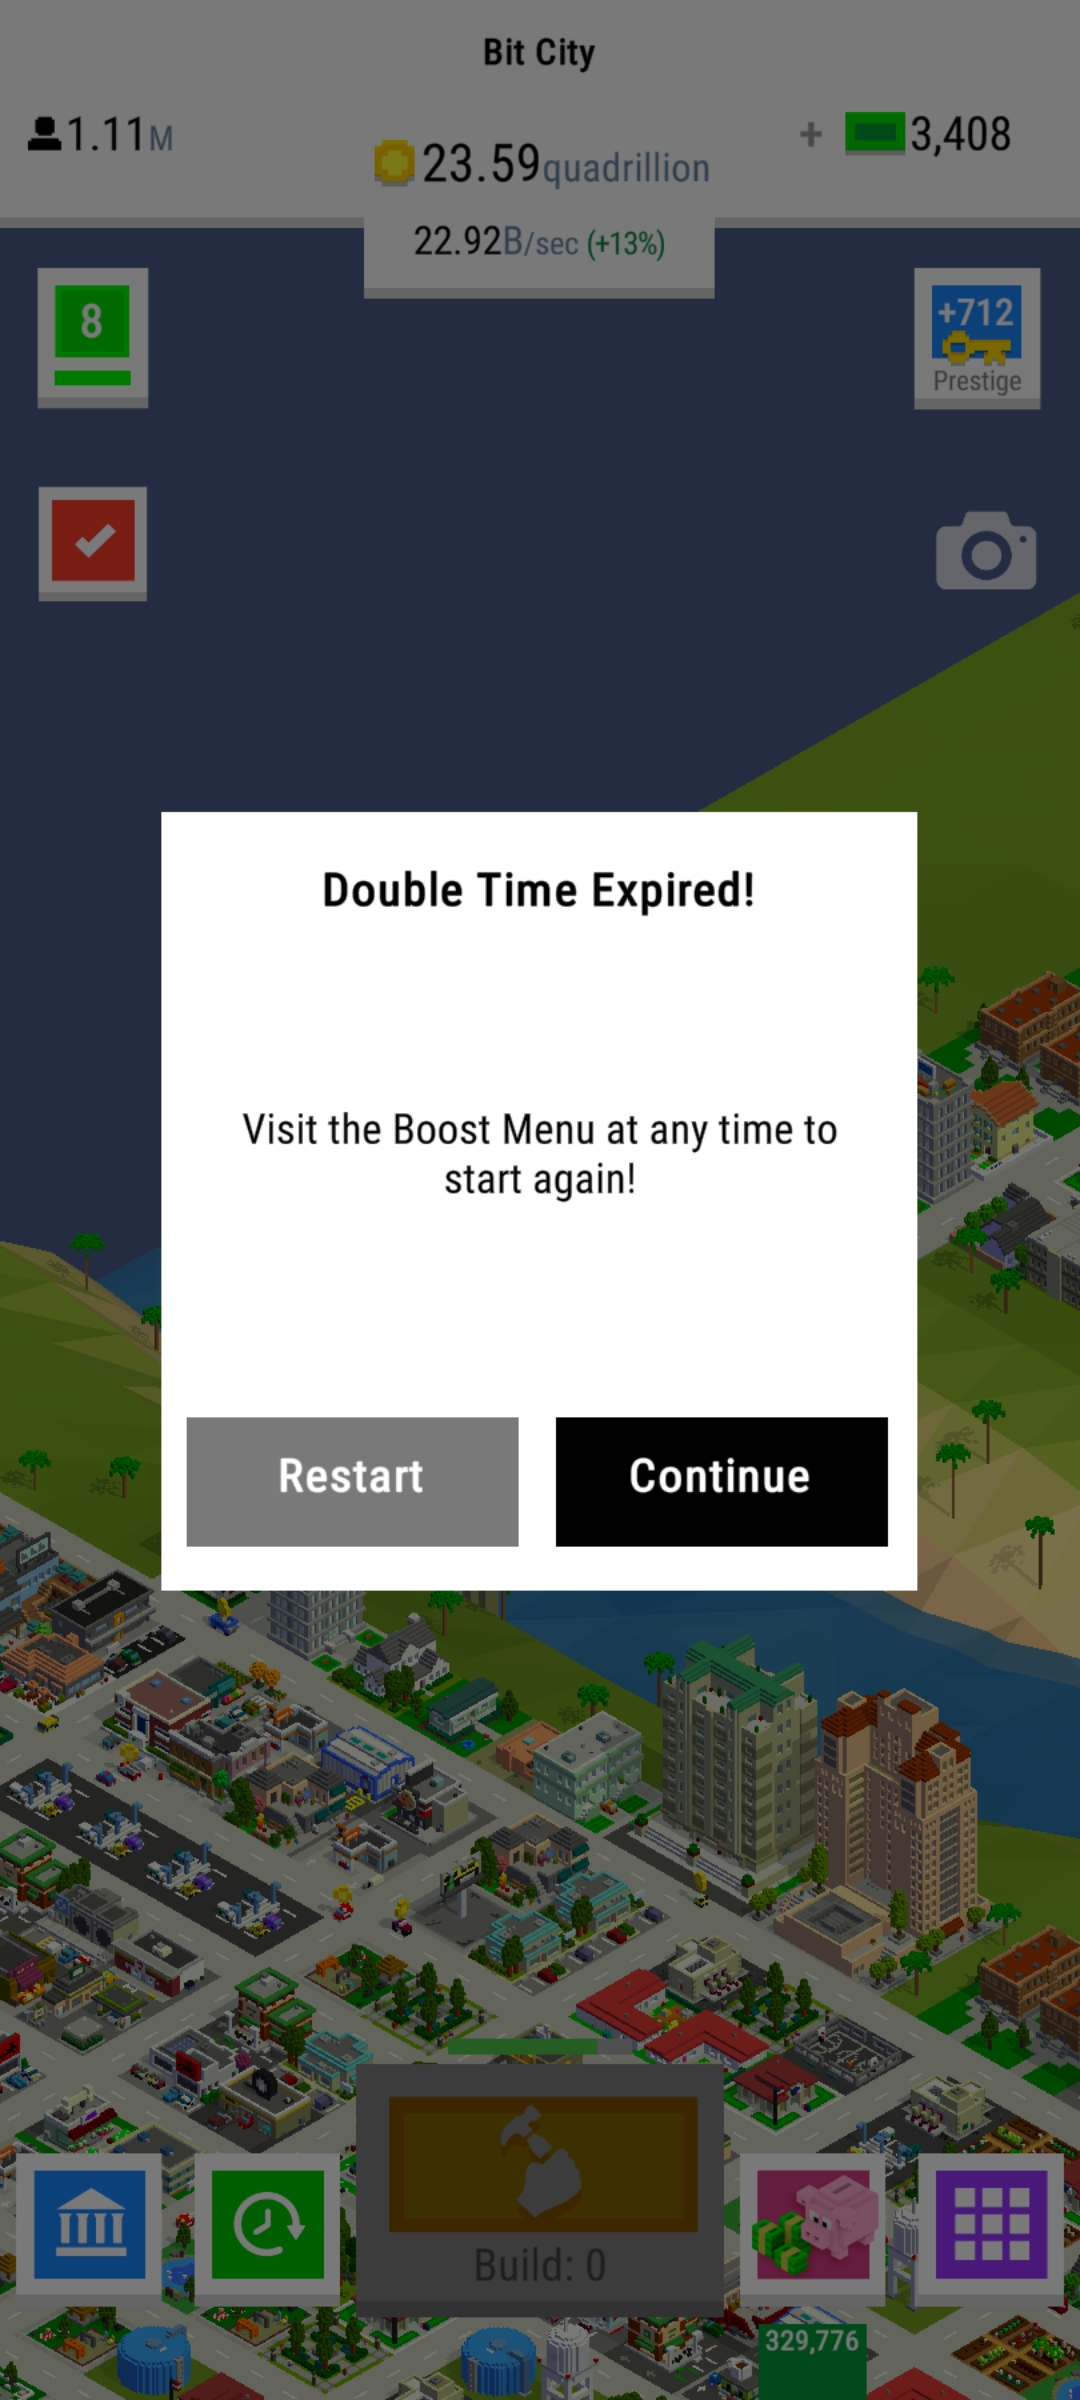 Bit City
1.11M
23.59quadrillion
+ 3,408
22.92B/sec (+13%)
8
+712
Prestige
Double Time Expired!
Visit the Boost Menu at any time to
start again!
Restart
Continue
Build: 0
329,776